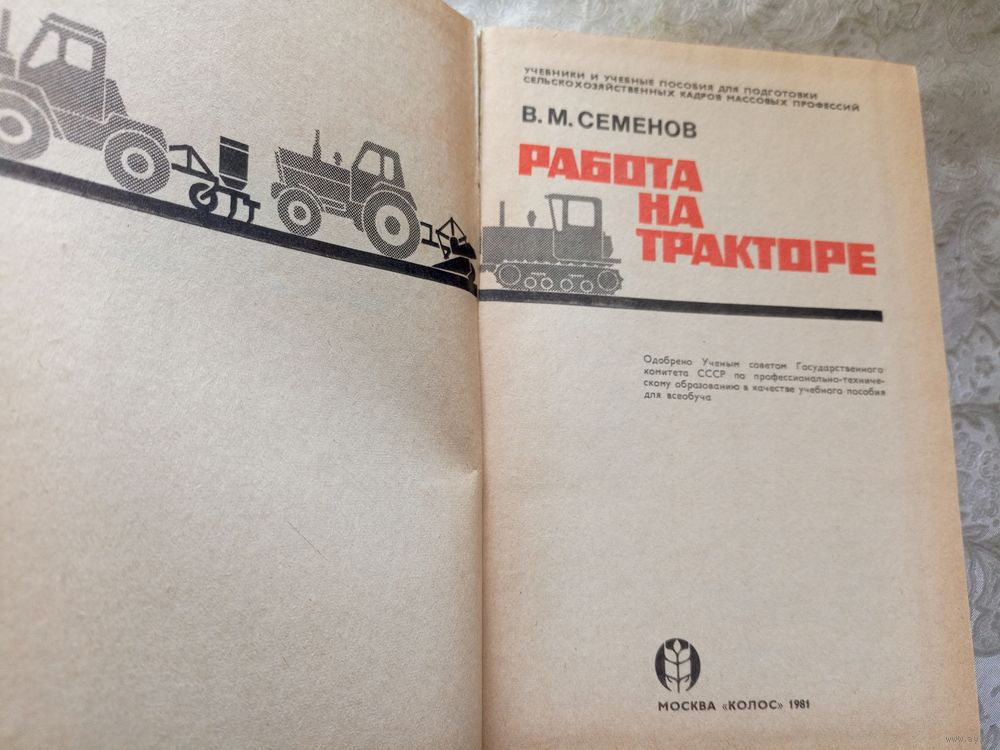 УЧЕБНИКИ И УЧЕБНЫЕ ПОСОБИЯ ДЛЯ ПОДГОТОВКИ
СЕЛЬСКОХОЗЯЙСТВЕННЫХ КАДРОВ МАССОВЫХ ПРОФЕССИЙ
В. М. СЕМЕНОВ
РАБОТА
НА
ТРАКТОРЕ
Одобрено Ученым советом Государственного
комитета СССР по профессионально-техниче-
скому образованию в качестве учебного пособия
для всеобуча
МОСКВА «КОЛОС» 1981